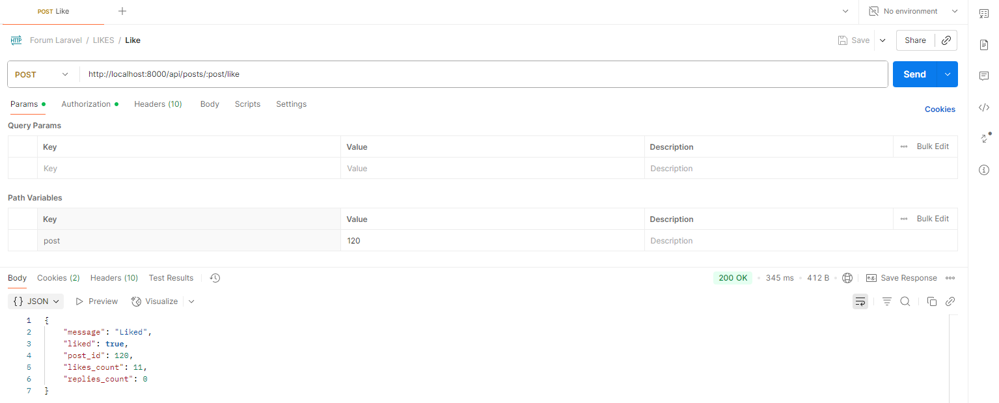 POST Like
No environment
HTTP Forum Laravel / LIKES / Like
Save
Share
POST
http://localhost:8000/api/posts/:post/like
Send
Params Authorization Headers (10) Body Scripts Settings
Cookies
Query Params
Key Value Description Bulk Edit
Key Value Description
Path Variables
Key Value Description Bulk Edit
post 120 Description
Body Cookies (2) Headers (10) Test Results
200 OK 345 ms 412 B e.g. Save Response
{} JSON Preview Visualize
1 {
2 "message": "Liked",
3 "liked": true,
4 "post_id": 120,
5 "likes_count": 11,
6 "replies_count": 0
7 }